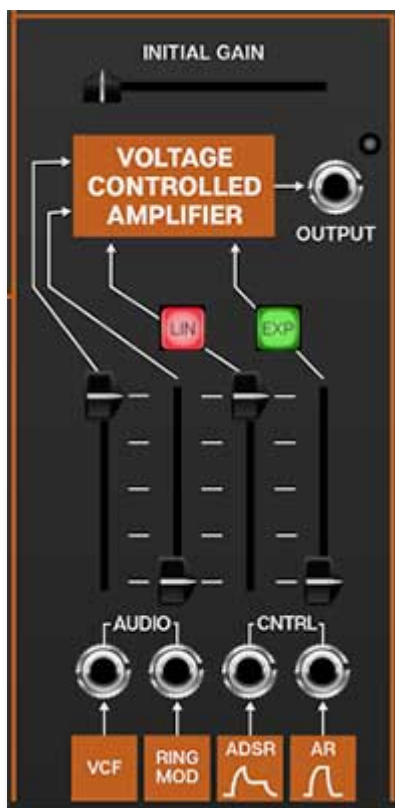 INITIAL GAIN
VOLTAGE
CONTROLLED
AMPLIFIER
OUTPUT
LIN
EXP
AUDIO
CNTRL
VCF
RING
MOD
ADSR
AR